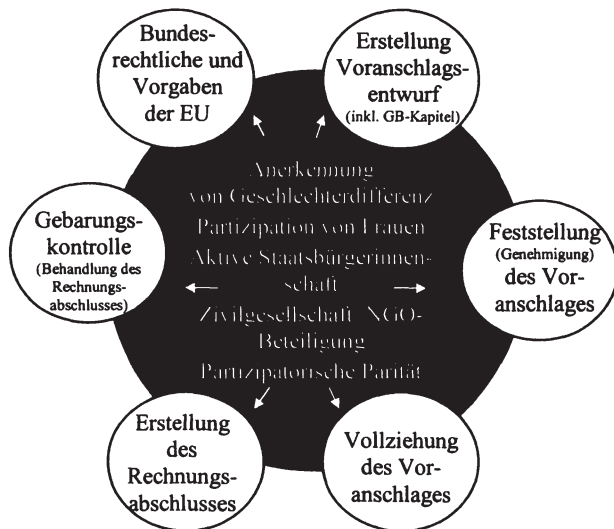 Bundes-
rechtliche und
Vorgaben
der EU
Erstellung
Voranschlags-
entwurf
(inkl. GB-Kapitel)
Anerkennung
von Geschlechterdifferenz
Partizipation von Frauen
Aktive Staatsbürgerinnen-
schaft
Zivilgesellschaft NGO-
Beteiligung
Partizipatorische Parität
Gebarungs-
kontrolle
(Behandlung des
Rechnungs-
abschlusses)
Feststellung
(Genehmigung)
des Vor-
anschlages
Erstellung
des
Rechnungs-
abschlusses
Vollziehung
des Vor-
anschlages